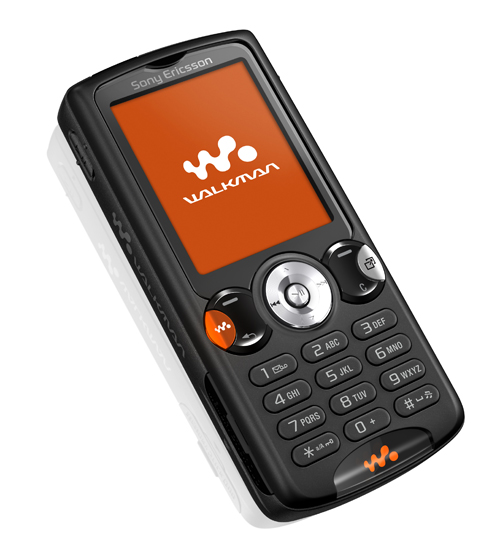 Sony Ericsson
WALKMAN
WALKMAN
C
1
2 ABC
3 DEF
4 GHI
5 JKL
6 MNO
7 PQRS
8 TUV
9 WXYZ
* a/A
0 +
#